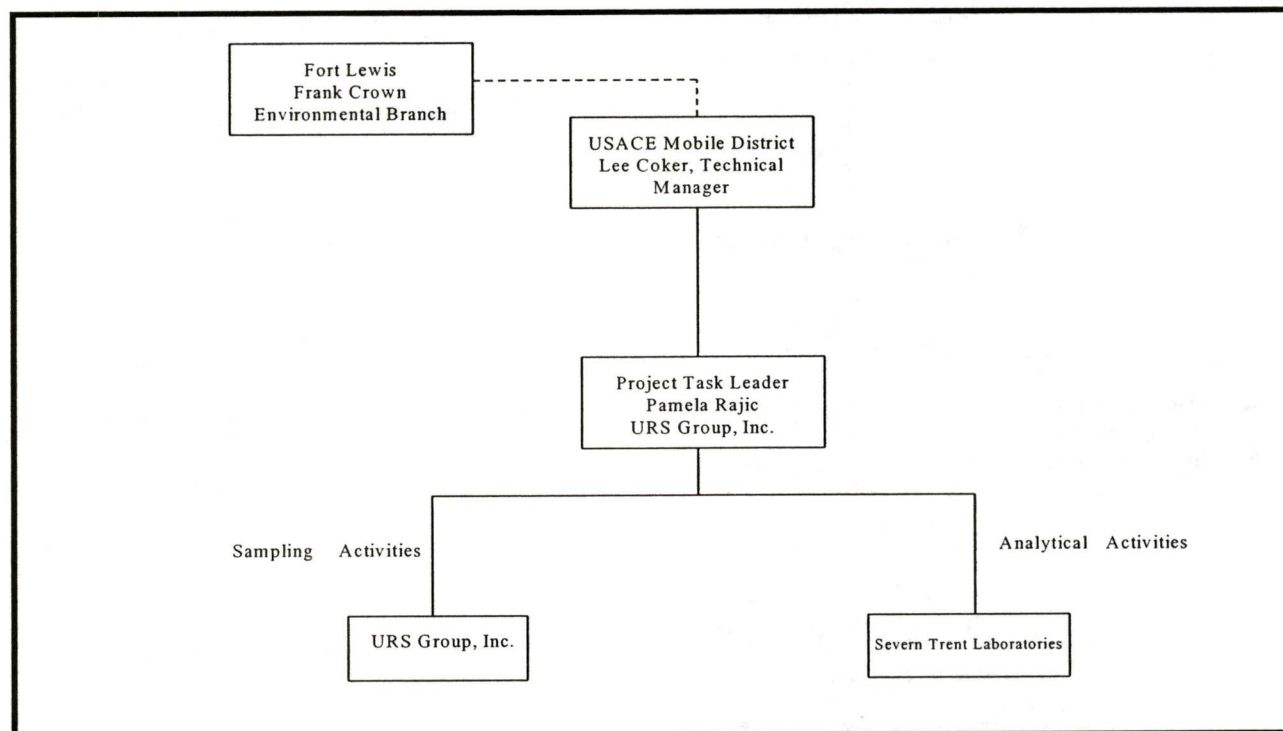 Fort Lewis
Frank Crown
Environmental Branch
USACE Mobile District
Lee Coker, Technical
Manager
Project Task Leader
Pamela Rajic
URS Group, Inc.
Sampling Activities
Analytical Activities
URS Group, Inc.
Severn Trent Laboratories